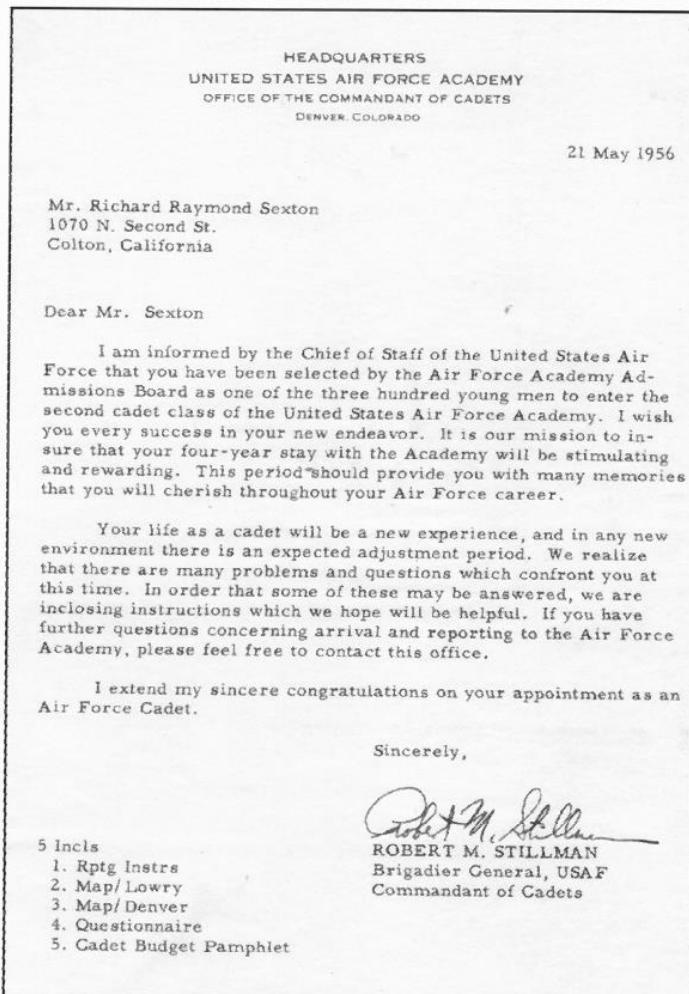 HEADQUARTERS
UNITED STATES AIR FORCE ACADEMY
OFFICE OF THE COMMANDANT OF CADETS
DENVER, COLORADO
21 May 1956
Mr. Richard Raymond Sexton
1070 N. Second St.
Colton, California
Dear Mr. Sexton
I am informed by the Chief of Staff of the United States Air
Force that you have been selected by the Air Force Academy Ad-
missions Board as one of the three hundred young men to enter the
second cadet class of the United States Air Force Academy. I wish
you every success in your new endeavor. It is our mission to in-
sure that your four-year stay with the Academy will be stimulating
and rewarding. This period should provide you with many memories
that you will cherish throughout your Air Force career.
Your life as a cadet will be a new experience, and in any new
environment there is an expected adjustment period. We realize
that there are many problems and questions which confront you at
this time. In order that some of these may be answered, we are
inclosing instructions which we hope will be helpful. If you have
further questions concerning arrival and reporting to the Air Force
Academy, please feel free to contact this office.
I extend my sincere congratulations on your appointment as an
Air Force Cadet.
Sincerely,
Robert M. Stillman
ROBERT M. STILLMAN
Brigadier General, USAF
Commandant of Cadets
5 Incls
1. Rptg Instrs
2. Map/Lowry
3. Map/Denver
4. Questionnaire
5. Cadet Budget Pamphlet